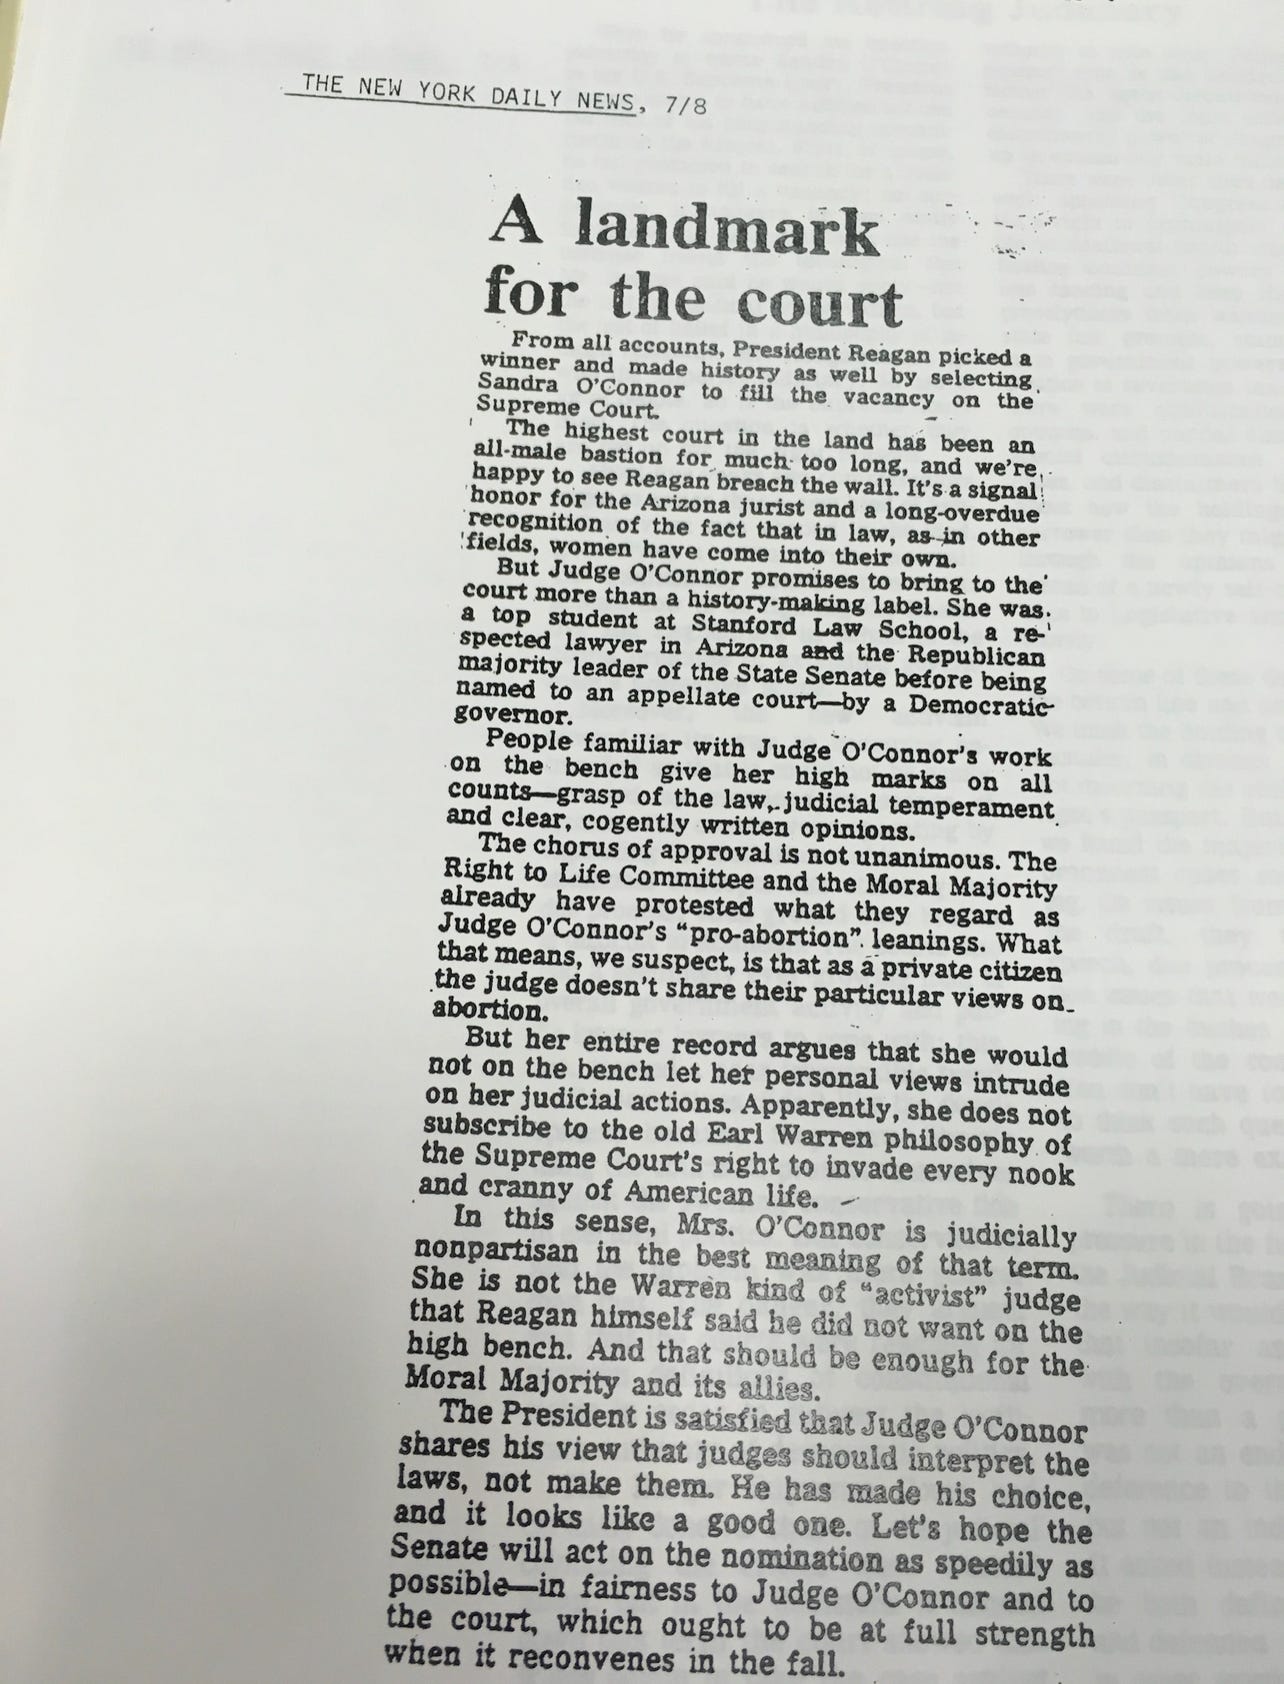 THE NEW YORK DAILY NEWS, 7/8
A landmark
for the court
From all accounts, President Reagan picked a
winner and made history as well by selecting
Sandra O'Connor to fill the vacancy on the
Supreme Court.
The highest court in the land has been an
all-male bastion for much too long, and we're
happy to see Reagan breach the wall. It's a signal
honor for the Arizona jurist and a long-overdue
recognition of the fact that in law, as in other
fields, women have come into their own.
But Judge O'Connor promises to bring to the
court more than a history-making label. She was
a top student at Stanford Law School, a re-
spected lawyer in Arizona and the Republican
majority leader of the State Senate before being
named to an appellate court—by a Democratic
governor.
People familiar with Judge O'Connor's work
on the bench give her high marks on all
counts—grasp of the law, judicial temperament
and clear, cogently written opinions.
The chorus of approval is not unanimous. The
Right to Life Committee and the Moral Majority
already have protested what they regard as
Judge O'Connor's "pro-abortion" leanings. What
that means, we suspect, is that as a private citizen
the judge doesn't share their particular views on
abortion.
But her entire record argues that she would
not on the bench let her personal views intrude
on her judicial actions. Apparently, she does not
subscribe to the old Earl Warren philosophy of
the Supreme Court's right to invade every nook
and cranny of American life.
In this sense, Mrs. O'Connor is judicially
nonpartisan in the best meaning of that term.
She is not the Warren kind of "activist" judge
that Reagan himself said he did not want on the
high bench. And that should be enough for the
Moral Majority and its allies.
The President is satisfied that Judge O'Connor
shares his view that judges should interpret the
laws, not make them. He has made his choice,
and it looks like a good one. Let's hope the
Senate will act on the nomination as speedily as
possible—in fairness to Judge O'Connor and to
the court, which ought to be at full strength
when it reconvenes in the fall.